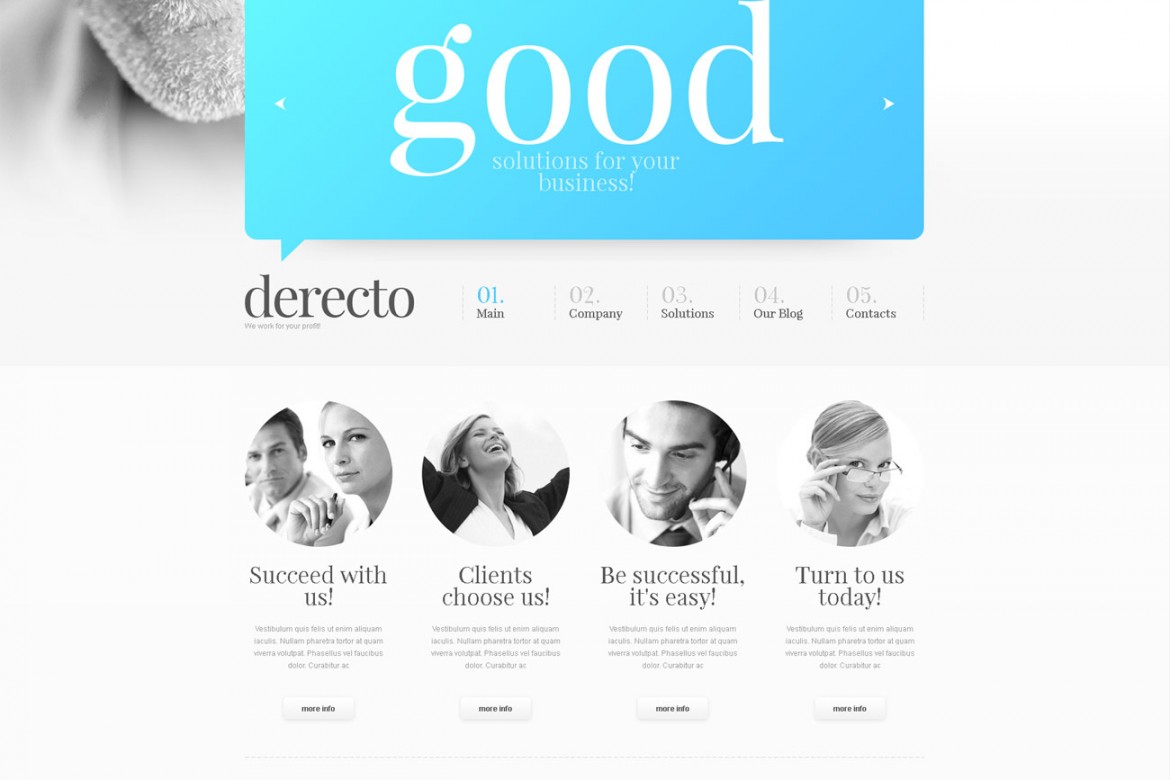 good
solutions for your
business!
derecto
We work for your profit!
01.
Main
02.
Company
03.
Solutions
04.
Our Blog
05.
Contacts
Succeed with
us!
Vestibulum quis felis ut enim aliquam
iaculis. Nullam pharetra tortor at quam
viverra volutpat. Phasellus vel faucibus
dolor. Curabitur ac
more info
Clients
choose us!
Vestibulum quis felis ut enim aliquam
iaculis. Nullam pharetra tortor at quam
viverra volutpat. Phasellus vel faucibus
dolor. Curabitur ac
more info
Be successful,
it's easy!
Vestibulum quis felis ut enim aliquam
iaculis. Nullam pharetra tortor at quam
viverra volutpat. Phasellus vel faucibus
dolor. Curabitur ac
more info
Turn to us
today!
Vestibulum quis felis ut enim aliquam
iaculis. Nullam pharetra tortor at quam
viverra volutpat. Phasellus vel faucibus
dolor. Curabitur ac
more info